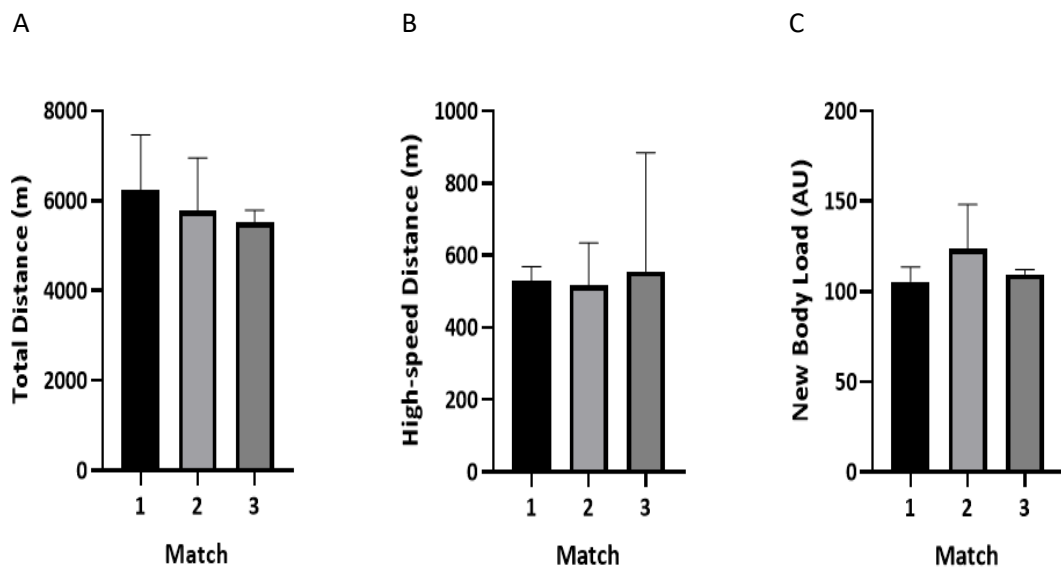 A
B
C
Total Distance (m)
8000
6000
4000
2000
0
1 2 3
Match
High-speed Distance (m)
1000
800
600
400
200
0
1 2 3
Match
New Body Load (AU)
200
150
100
50
0
1 2 3
Match